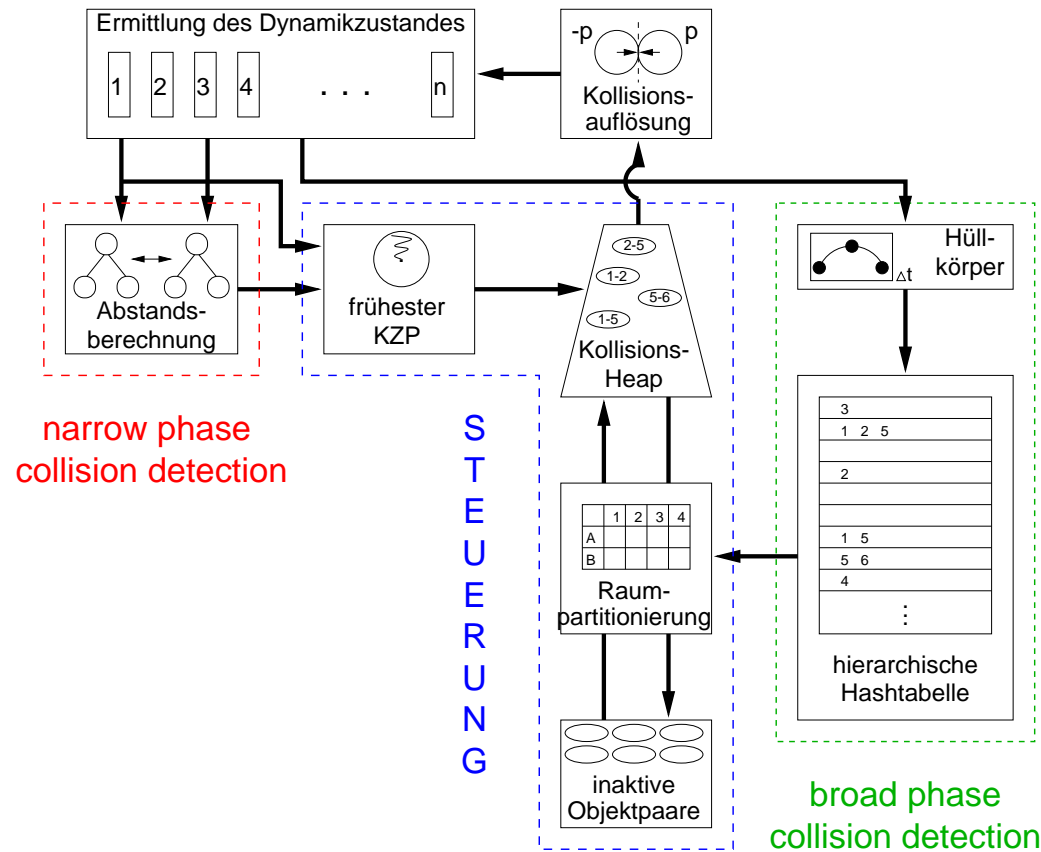 Ermittlung des Dynamikzustandes
1 2 3 4 . . . n
-p p
Kollisions-
auflösung
Abstands-
berechnung
frühester
KZP
2-5
1-2
5-6
1-5
Kollisions-
Heap
Hüll-
körper
Δt
narrow phase
collision detection
S
T
E
U
E
R
U
N
G
1 2 3 4
A
B
Raum-
partitionierung
3
1 2 5
2
1 5
5 6
4
⋮
hierarchische
Hashtabelle
inaktive
Objektpaare
broad phase
collision detection